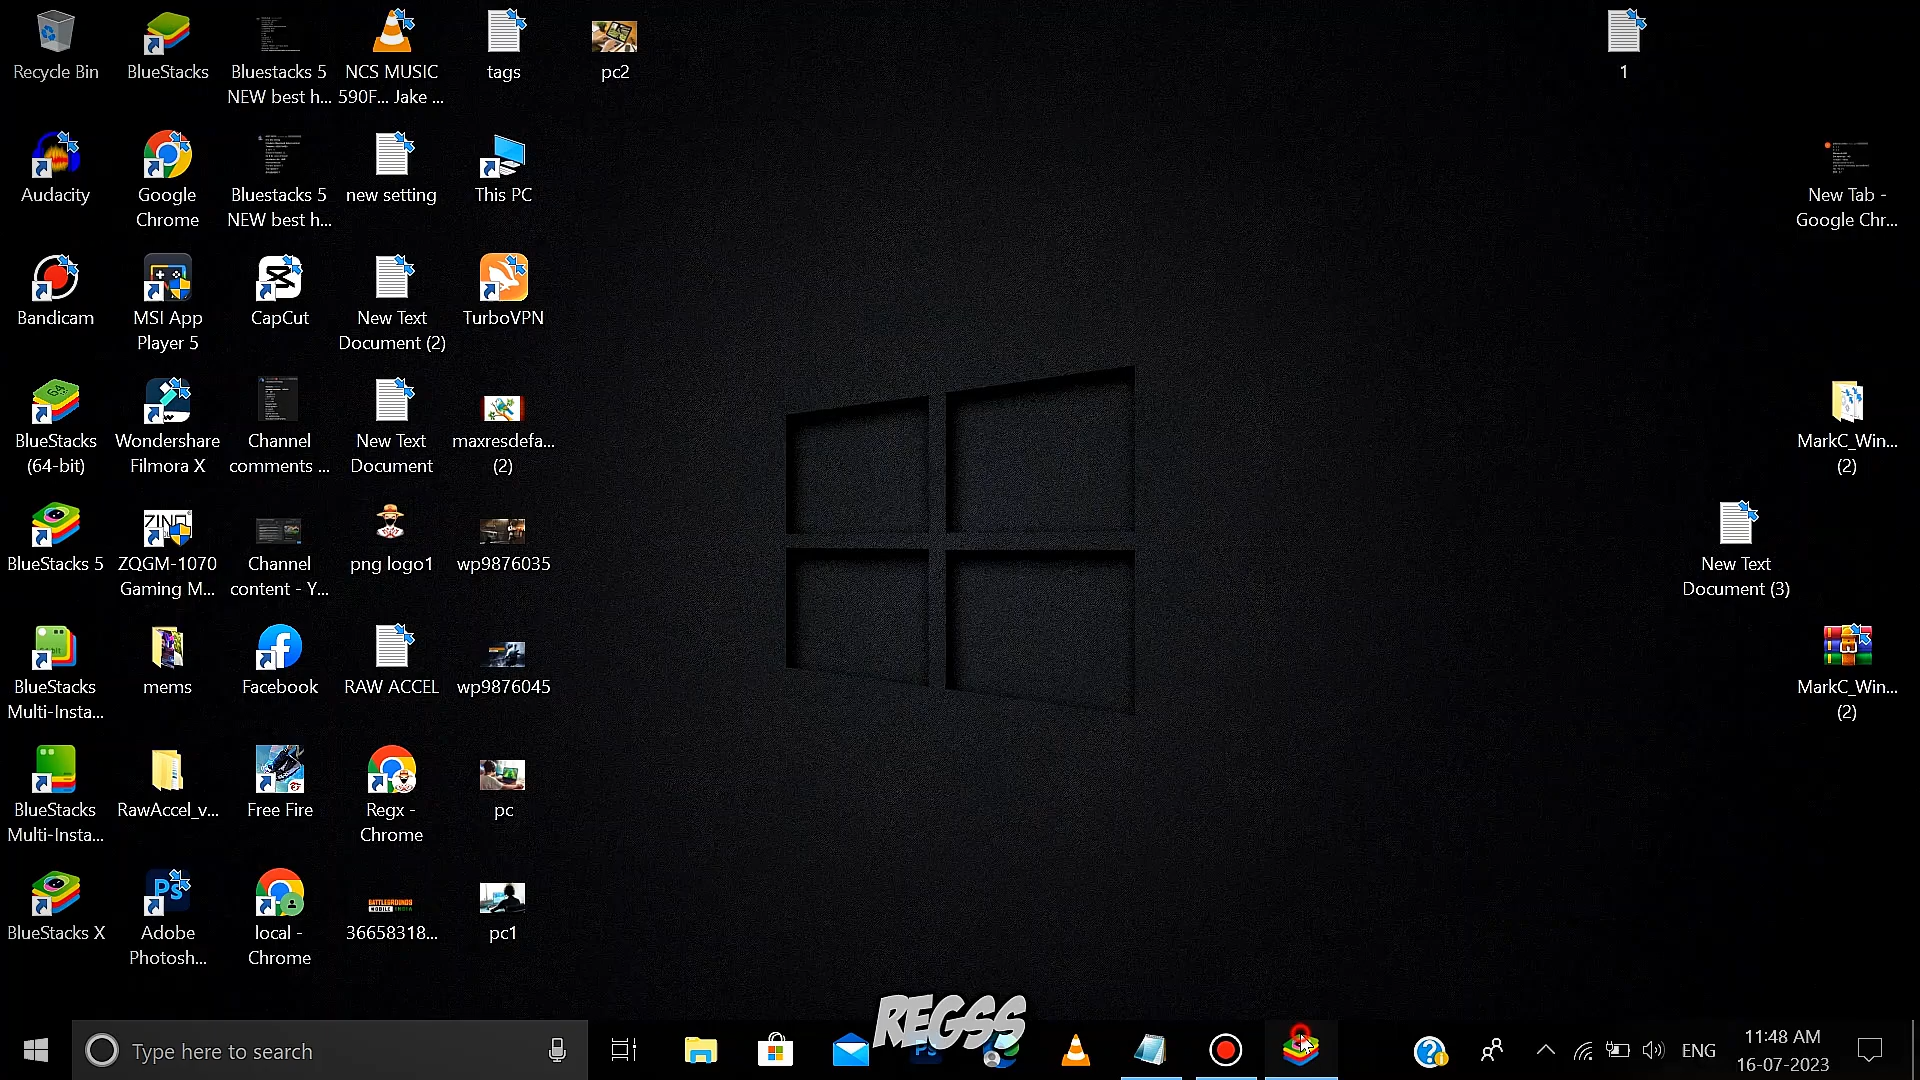 Recycle Bin
BlueStacks
Bluestacks 5
NEW best h...
NCS MUSIC
590F... Jake ...
tags
pc2
1
Audacity
Google
Chrome
Bluestacks 5
NEW best h...
new setting
This PC
New Tab -
Google Chr...
Bandicam
MSI App
Player 5
CapCut
New Text
Document (2)
TurboVPN
BlueStacks
(64-bit)
Wondershare
Filmora X
Channel
comments ...
New Text
Document
maxresdefa...
(2)
MarkC_Win...
(2)
BlueStacks 5
ZQGM-1070
Gaming M...
Channel
content - Y...
png logo1
wp9876035
New Text
Document (3)
BlueStacks
Multi-Insta...
mems
Facebook
RAW ACCEL
wp9876045
MarkC_Win...
(2)
BlueStacks
Multi-Insta...
RawAccel_v...
Free Fire
Regx -
Chrome
pc
BlueStacks X
Ps
Adobe
Photosh...
local -
Chrome
BATTLEGROUNDS
MOBILE INDIA
36658318...
pc1
REGSS
Type here to search
Ps
ENG
11:48 AM
16-07-2023